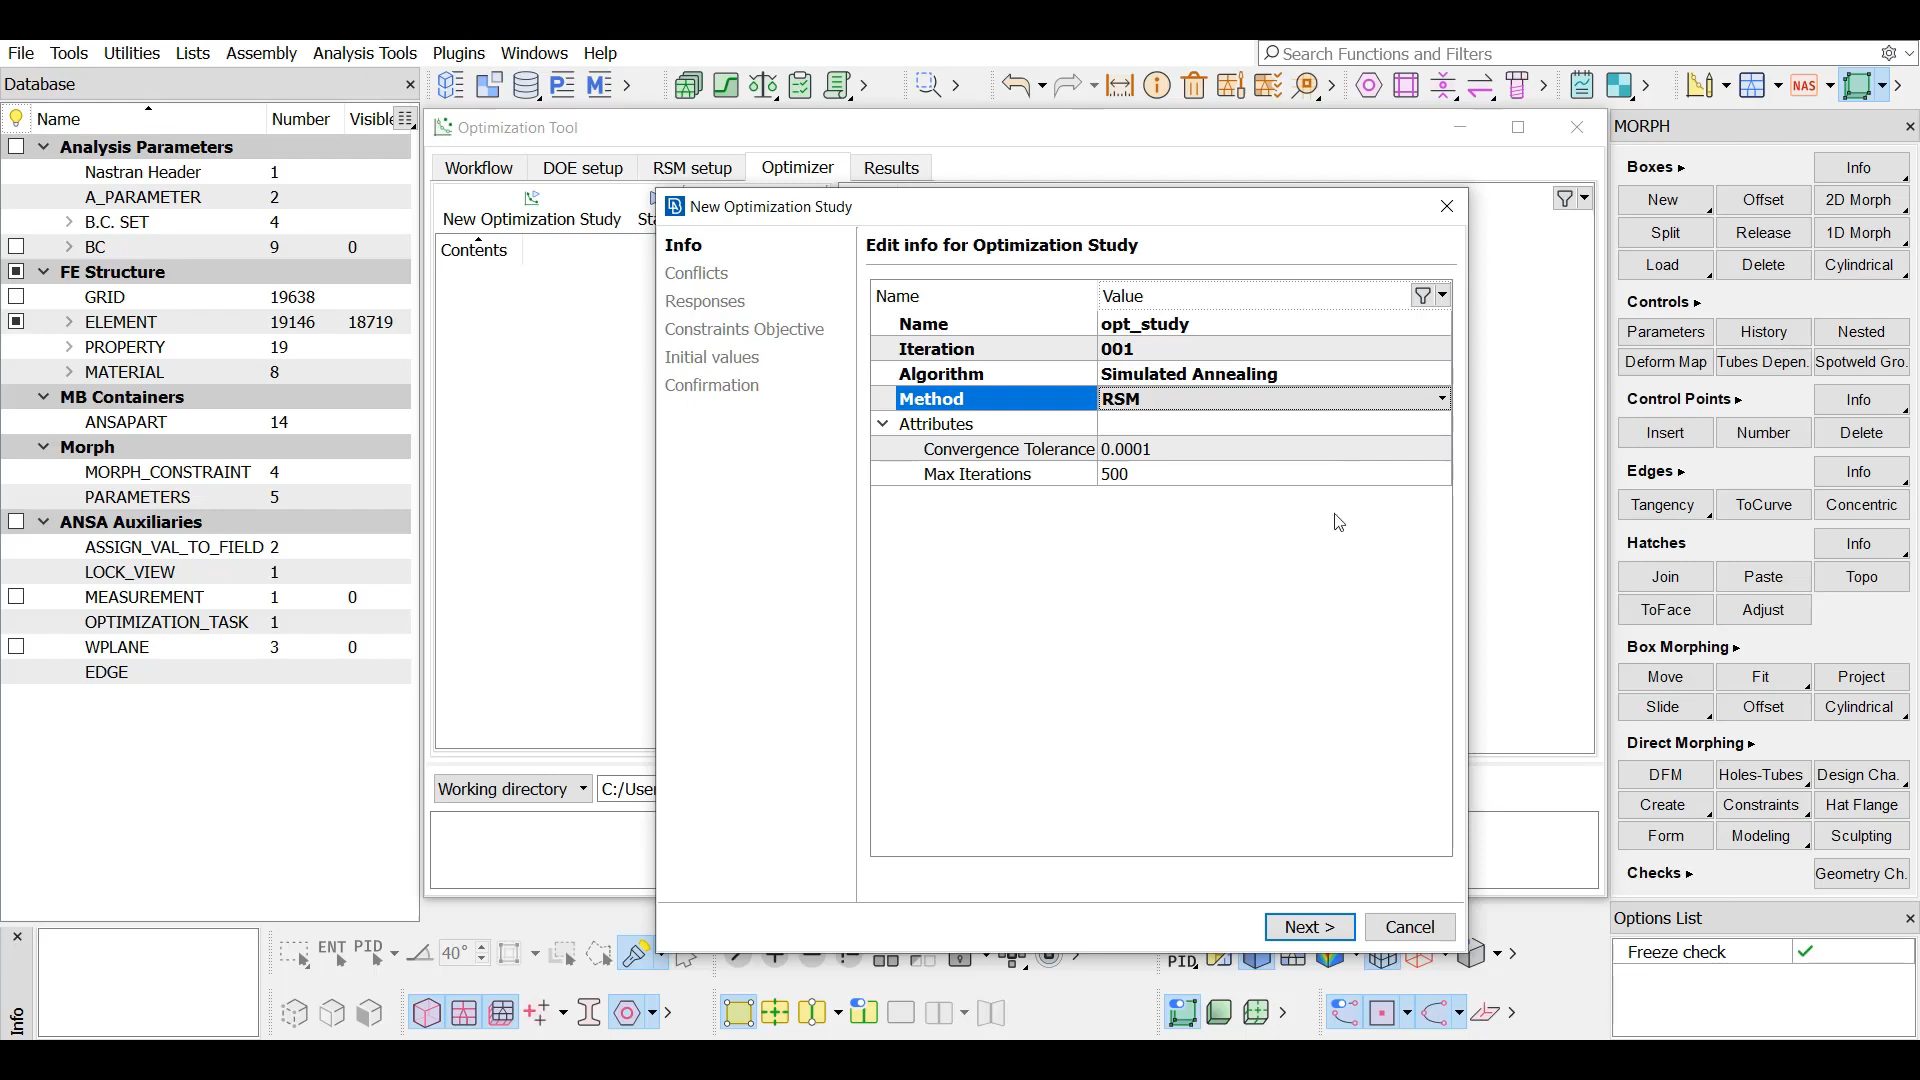 File Tools Utilities Lists Assembly Analysis Tools Plugins Windows Help
Search Functions and Filters
Database
Name Number Visible
Analysis Parameters
Nastran Header 1
A_PARAMETER 2
B.C. SET 4
BC 9 0
FE Structure
GRID 19638
ELEMENT 19146 18719
PROPERTY 19
MATERIAL 8
MB Containers
ANSAPART 14
Morph
MORPH_CONSTRAINT 4
PARAMETERS 5
ANSA Auxiliaries
ASSIGN_VAL_TO_FIELD 2
LOCK_VIEW 1
MEASUREMENT 1 0
OPTIMIZATION_TASK 1
WPLANE 3 0
EDGE
NAS
Optimization Tool
Workflow DOE setup RSM setup Optimizer Results
New Optimization Study Sta
Contents
Working directory C:/User
New Optimization Study
Info
Conflicts
Responses
Constraints Objective
Initial values
Confirmation
Edit info for Optimization Study
Name Value
Name opt_study
Iteration 001
Algorithm Simulated Annealing
Method RSM
Attributes
Convergence Tolerance 0.0001
Max Iterations 500
Next > Cancel
MORPH
Boxes Info
New Offset 2D Morph
Split Release 1D Morph
Load Delete Cylindrical
Controls
Parameters History Nested
Deform Map Tubes Depen. Spotweld Gro.
Control Points Info
Insert Number Delete
Edges Info
Tangency ToCurve Concentric
Hatches Info
Join Paste Topo
ToFace Adjust
Box Morphing
Move Fit Project
Slide Offset Cylindrical
Direct Morphing
DFM Holes-Tubes Design Cha.
Create Constraints Hat Flange
Form Modeling Sculpting
Checks Geometry Ch.
Options List
Freeze check
Info
ENT PID 40°
PID